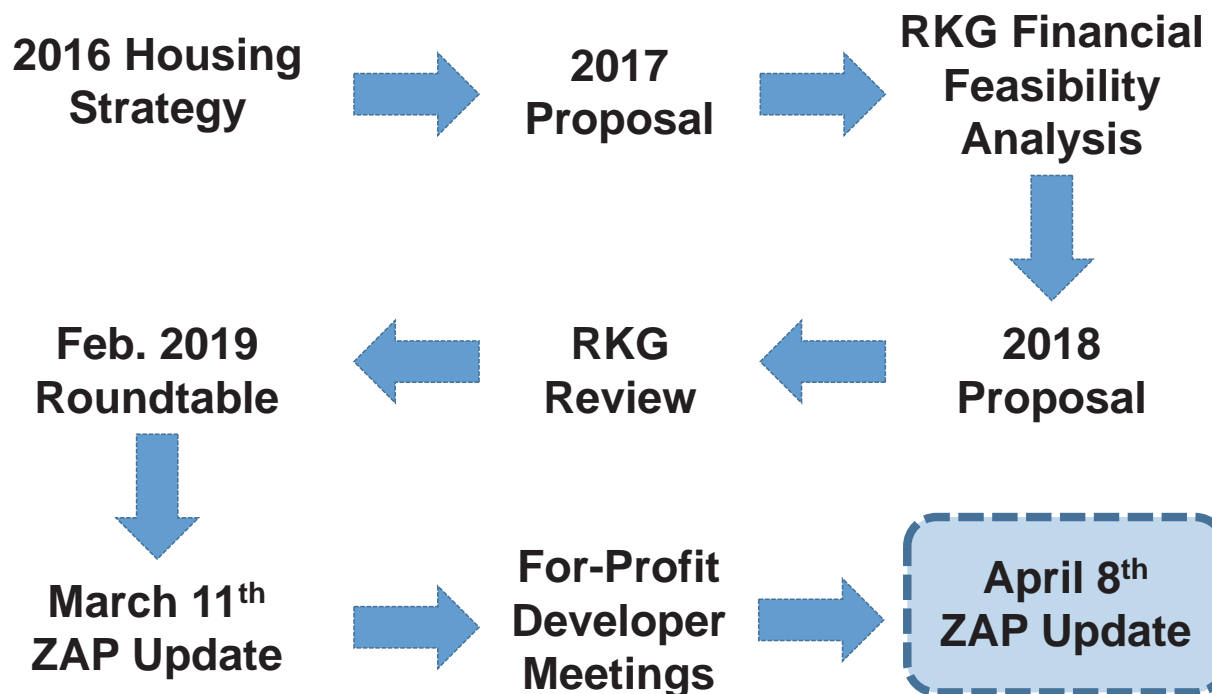 2016 Housing
Strategy
2017
Proposal
RKG Financial
Feasibility
Analysis
2018
Proposal
RKG
Review
Feb. 2019
Roundtable
March 11th
ZAP Update
For-Profit
Developer
Meetings
April 8th
ZAP Update